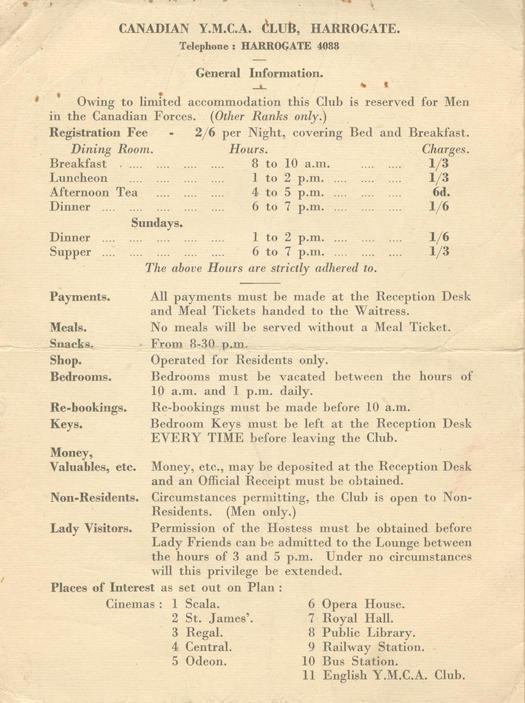 CANADIAN Y.M.C.A. CLUB, HARROGATE.
Telephone : HARROGATE 4088
General Information.
Owing to limited accommodation this Club is reserved for Men
in the Canadian Forces. (Other Ranks only.)
Registration Fee - 2/6 per Night, covering Bed and Breakfast.
Dining Room. Hours. Charges.
Breakfast . .... .... .... .... 8 to 10 a.m. .... .... 1/3
Luncheon .... .... .... 1 to 2 p.m. .... .... .... 1/3
Afternoon Tea .... .... .... 4 to 5 p.m. .... .... .... 6d.
Dinner .... .... .... .... .... 6 to 7 p.m. .... .... .... 1/6
Sundays.
Dinner .... .... .... .... .... 1 to 2 p.m. .... .... .... 1/6
Supper .... .... .... .... .... 6 to 7 p.m. .... .... .... 1/3
The above Hours are strictly adhered to.
Payments. All payments must be made at the Reception Desk
and Meal Tickets handed to the Waitress.
Meals. No meals will be served without a Meal Ticket.
Snacks. From 8-30 p.m.
Shop. Operated for Residents only.
Bedrooms. Bedrooms must be vacated between the hours of
10 a.m. and 1 p.m. daily.
Re-bookings. Re-bookings must be made before 10 a.m.
Keys. Bedroom Keys must be left at the Reception Desk
EVERY TIME before leaving the Club.
Money,
Valuables, etc. Money, etc., may be deposited at the Reception Desk
and an Official Receipt must be obtained.
Non-Residents. Circumstances permitting, the Club is open to Non-
Residents. (Men only.)
Lady Visitors. Permission of the Hostess must be obtained before
Lady Friends can be admitted to the Lounge between
the hours of 3 and 5 p.m. Under no circumstances
will this privilege be extended.
Places of Interest as set out on Plan :
Cinemas : 1 Scala. 6 Opera House.
2 St. James'. 7 Royal Hall.
3 Regal. 8 Public Library.
4 Central. 9 Railway Station.
5 Odeon. 10 Bus Station.
11 English Y.M.C.A. Club.